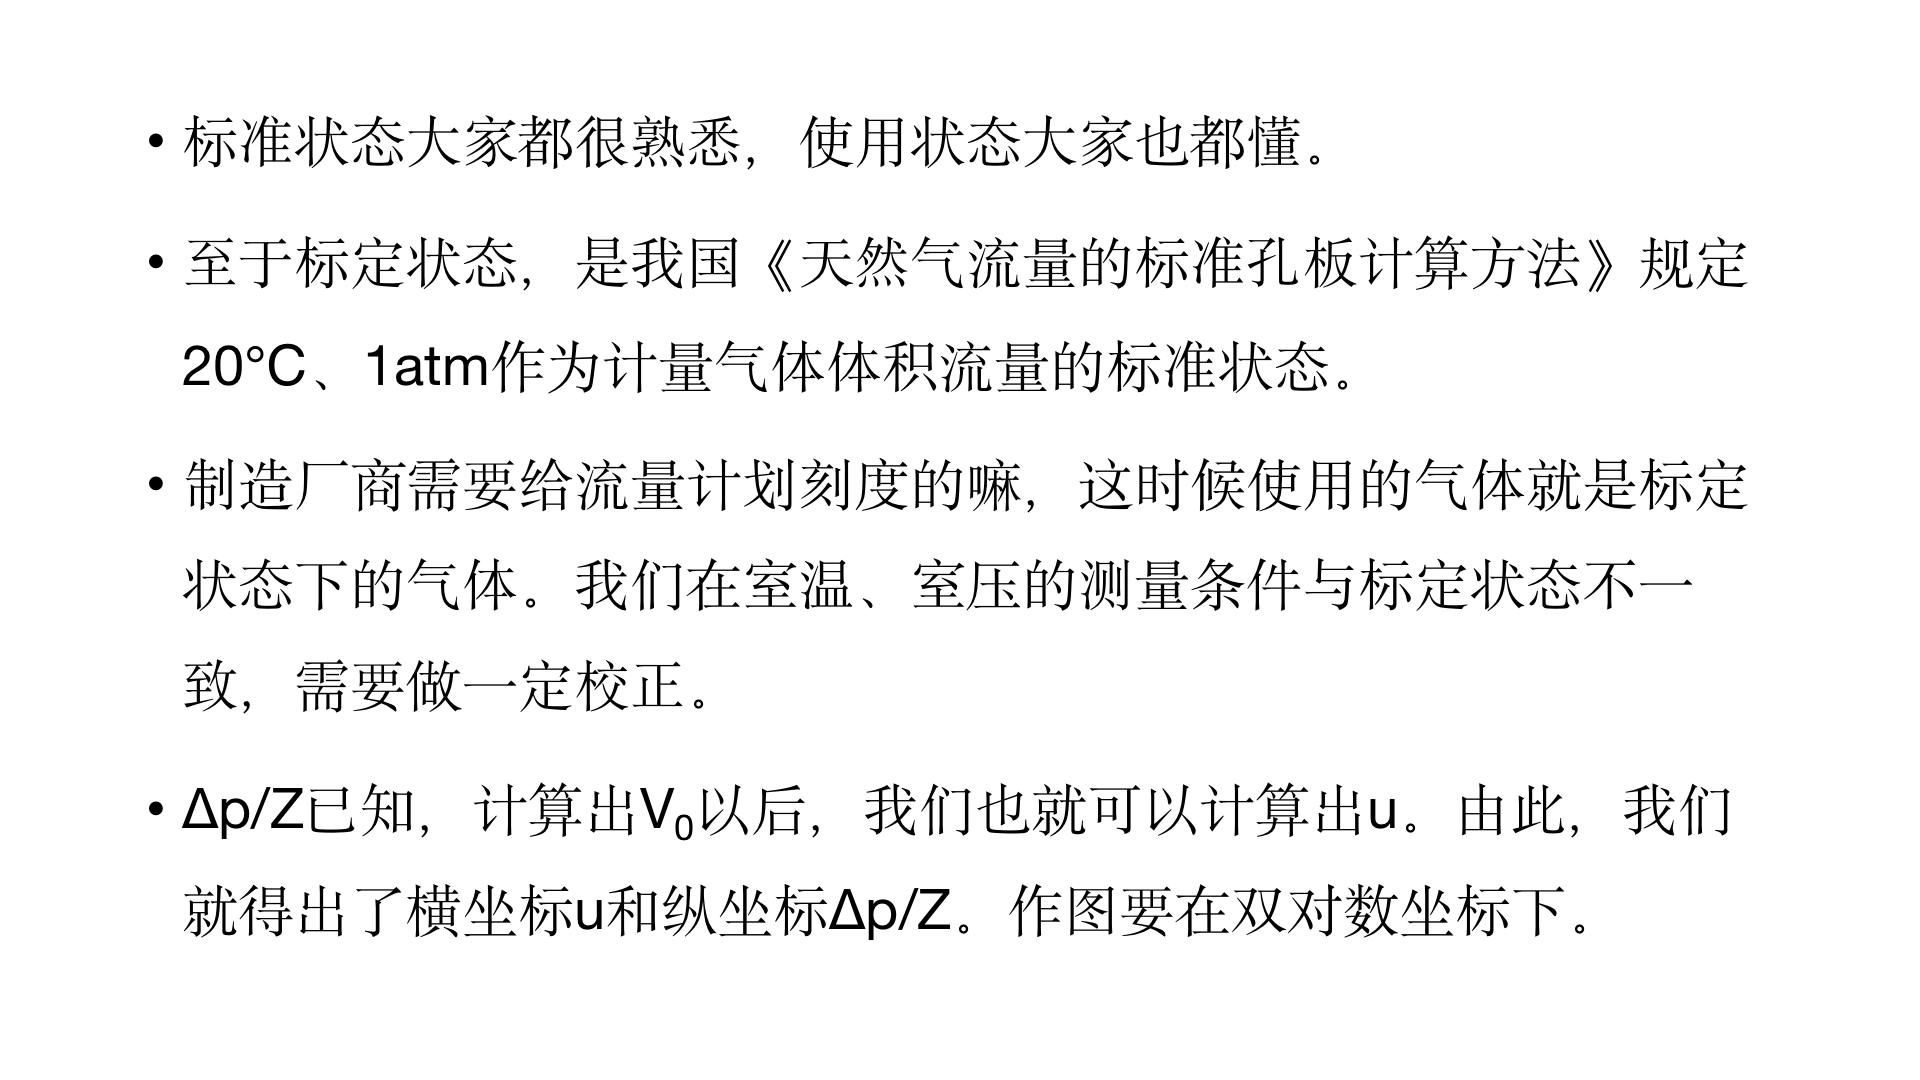 • 标准状态大家都很熟悉，使用状态大家也都懂。
• 至于标定状态，是我国《天然气流量的标准孔板计算方法》规定
20°C、1atm作为计量气体体积流量的标准状态。
• 制造厂商需要给流量计划刻度的嘛，这时候使用的气体就是标定
状态下的气体。我们在室温、室压的测量条件与标定状态不一
致，需要做一定校正。
• Δp/Z已知，计算出V₀以后，我们也就可以计算出u。由此，我们
就得出了横坐标u和纵坐标Δp/Z。作图要在双对数坐标下。